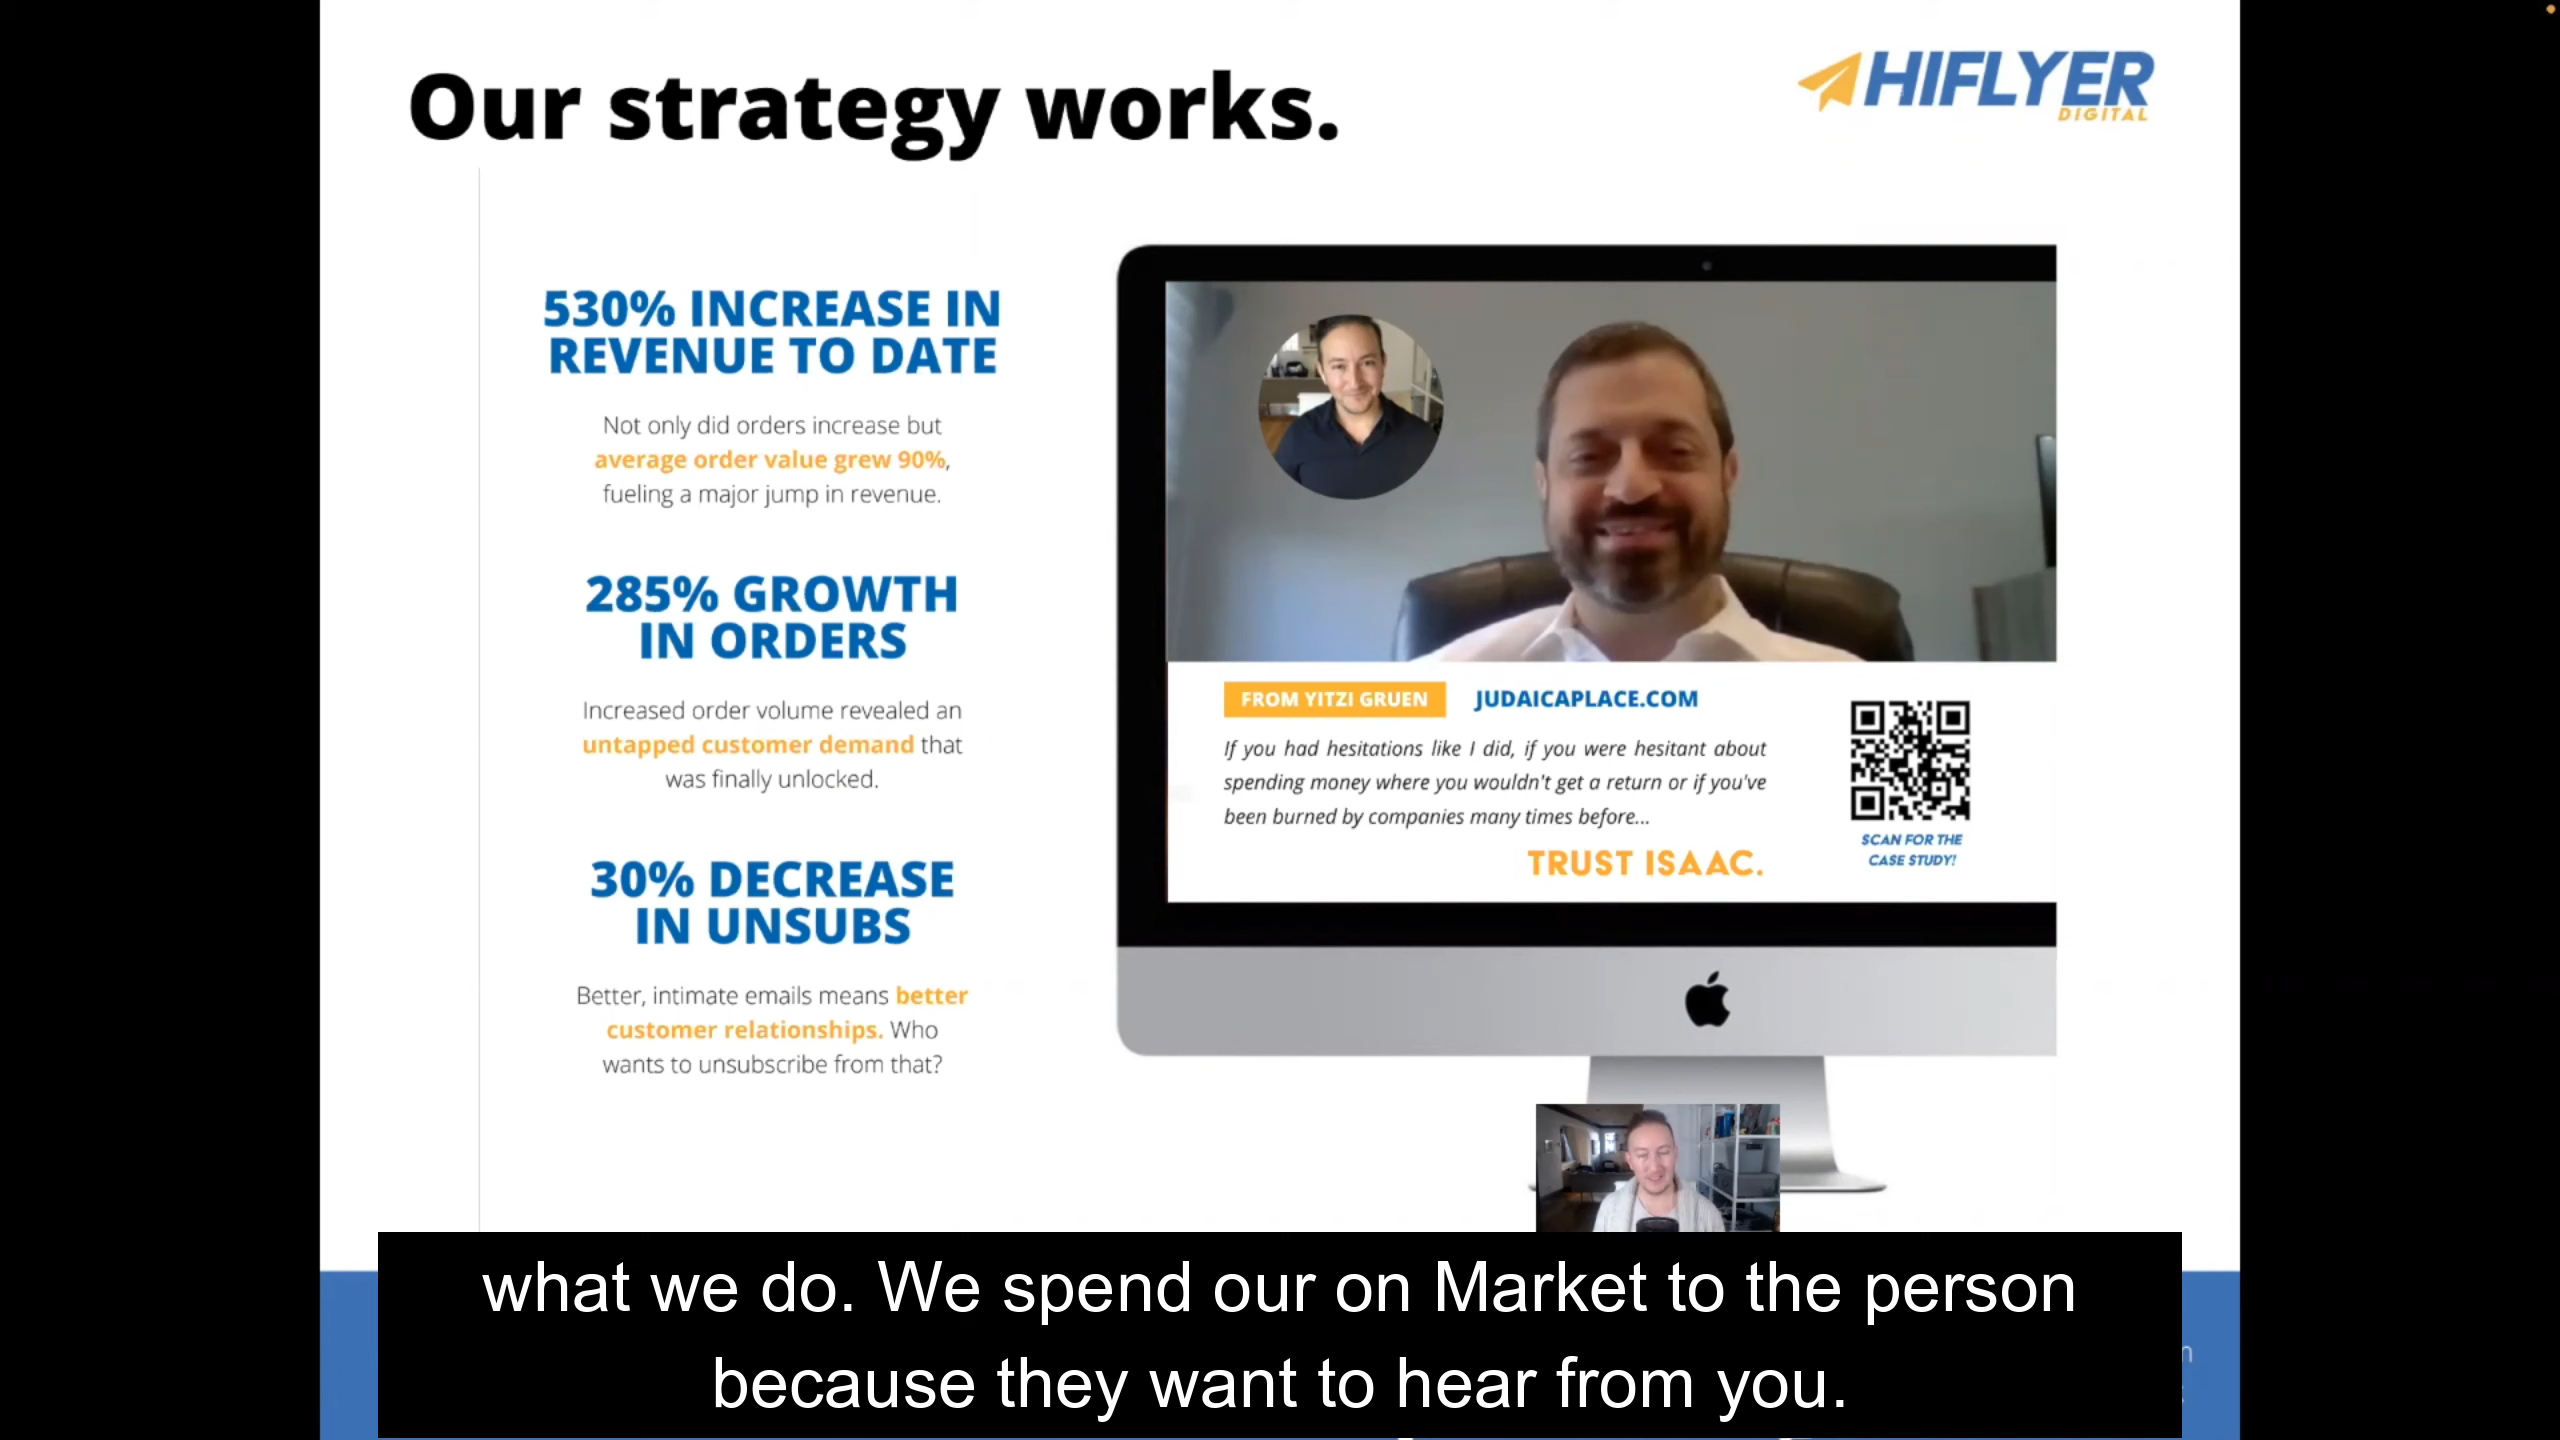 Our strategy works.
HIFLYER
DIGITAL
530% INCREASE IN
REVENUE TO DATE
Not only did orders increase but
average order value grew 90%,
fueling a major jump in revenue.
285% GROWTH
IN ORDERS
Increased order volume revealed an
untapped customer demand that
was finally unlocked.
30% DECREASE
IN UNSUBS
Better, intimate emails means better
customer relationships. Who
wants to unsubscribe from that?
FROM YITZI GRUEN
JUDAICAPLACE.COM
If you had hesitations like I did, if you were hesitant about
spending money where you wouldn't get a return or if you've
been burned by companies many times before...
TRUST ISAAC.
SCAN FOR THE
CASE STUDY!
what we do. We spend our on Market to the person
because they want to hear from you.